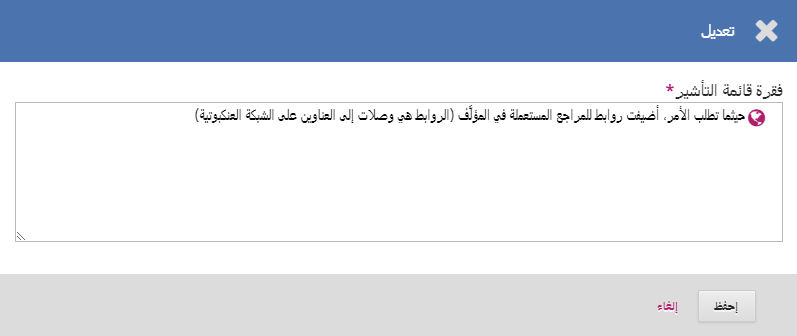 تعديل
فقرة قائمة التأشير*
حيثما تطلب الأمر، أضيفت روابط للمراجع المستعملة في المؤلَّف (الروابط هي وصلات إلى العناوين على الشبكة العنكبوتية)
إحفظ إلغاء